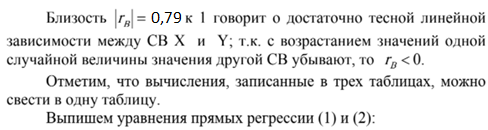 Близость |r_B| = 0,79 к 1 говорит о достаточно тесной линейной
зависимости между СВ X и Y; т.к. с возрастанием значений одной
случайной величины значения другой СВ убывают, то r_B < 0.
Отметим, что вычисления, записанные в трех таблицах, можно
свести в одну таблицу.
Выпишем уравнения прямых регрессии (1) и (2):